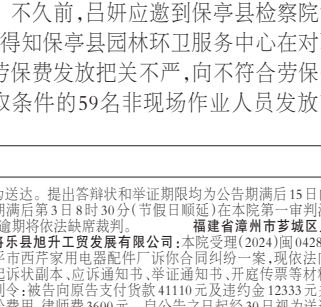 不久前,吕妍应邀到保亭县检察院
得知保亭县园林环卫服务中心在对
劳保费发放把关不严,向不符合劳保
取条件的59名非现场作业人员发放
送达。提出答辩状和举证期限均为公告期满后15日
期满后第3日8时30分(节假日顺延)在本院第一审判
逾期将依法缺席裁判。 福建省漳州市芗城区
将乐县旭升工贸发展有限公司:本院受理(2024)闽0428
平市西芹家用电器配件厂诉你合同纠纷一案,现依法向
起诉状副本、应诉通知书、举证通知书、开庭传票等材料
令:被告向原告支付货款41110元及违约金12333元
费用、律师费3600元。自公告之日起经30日视为送